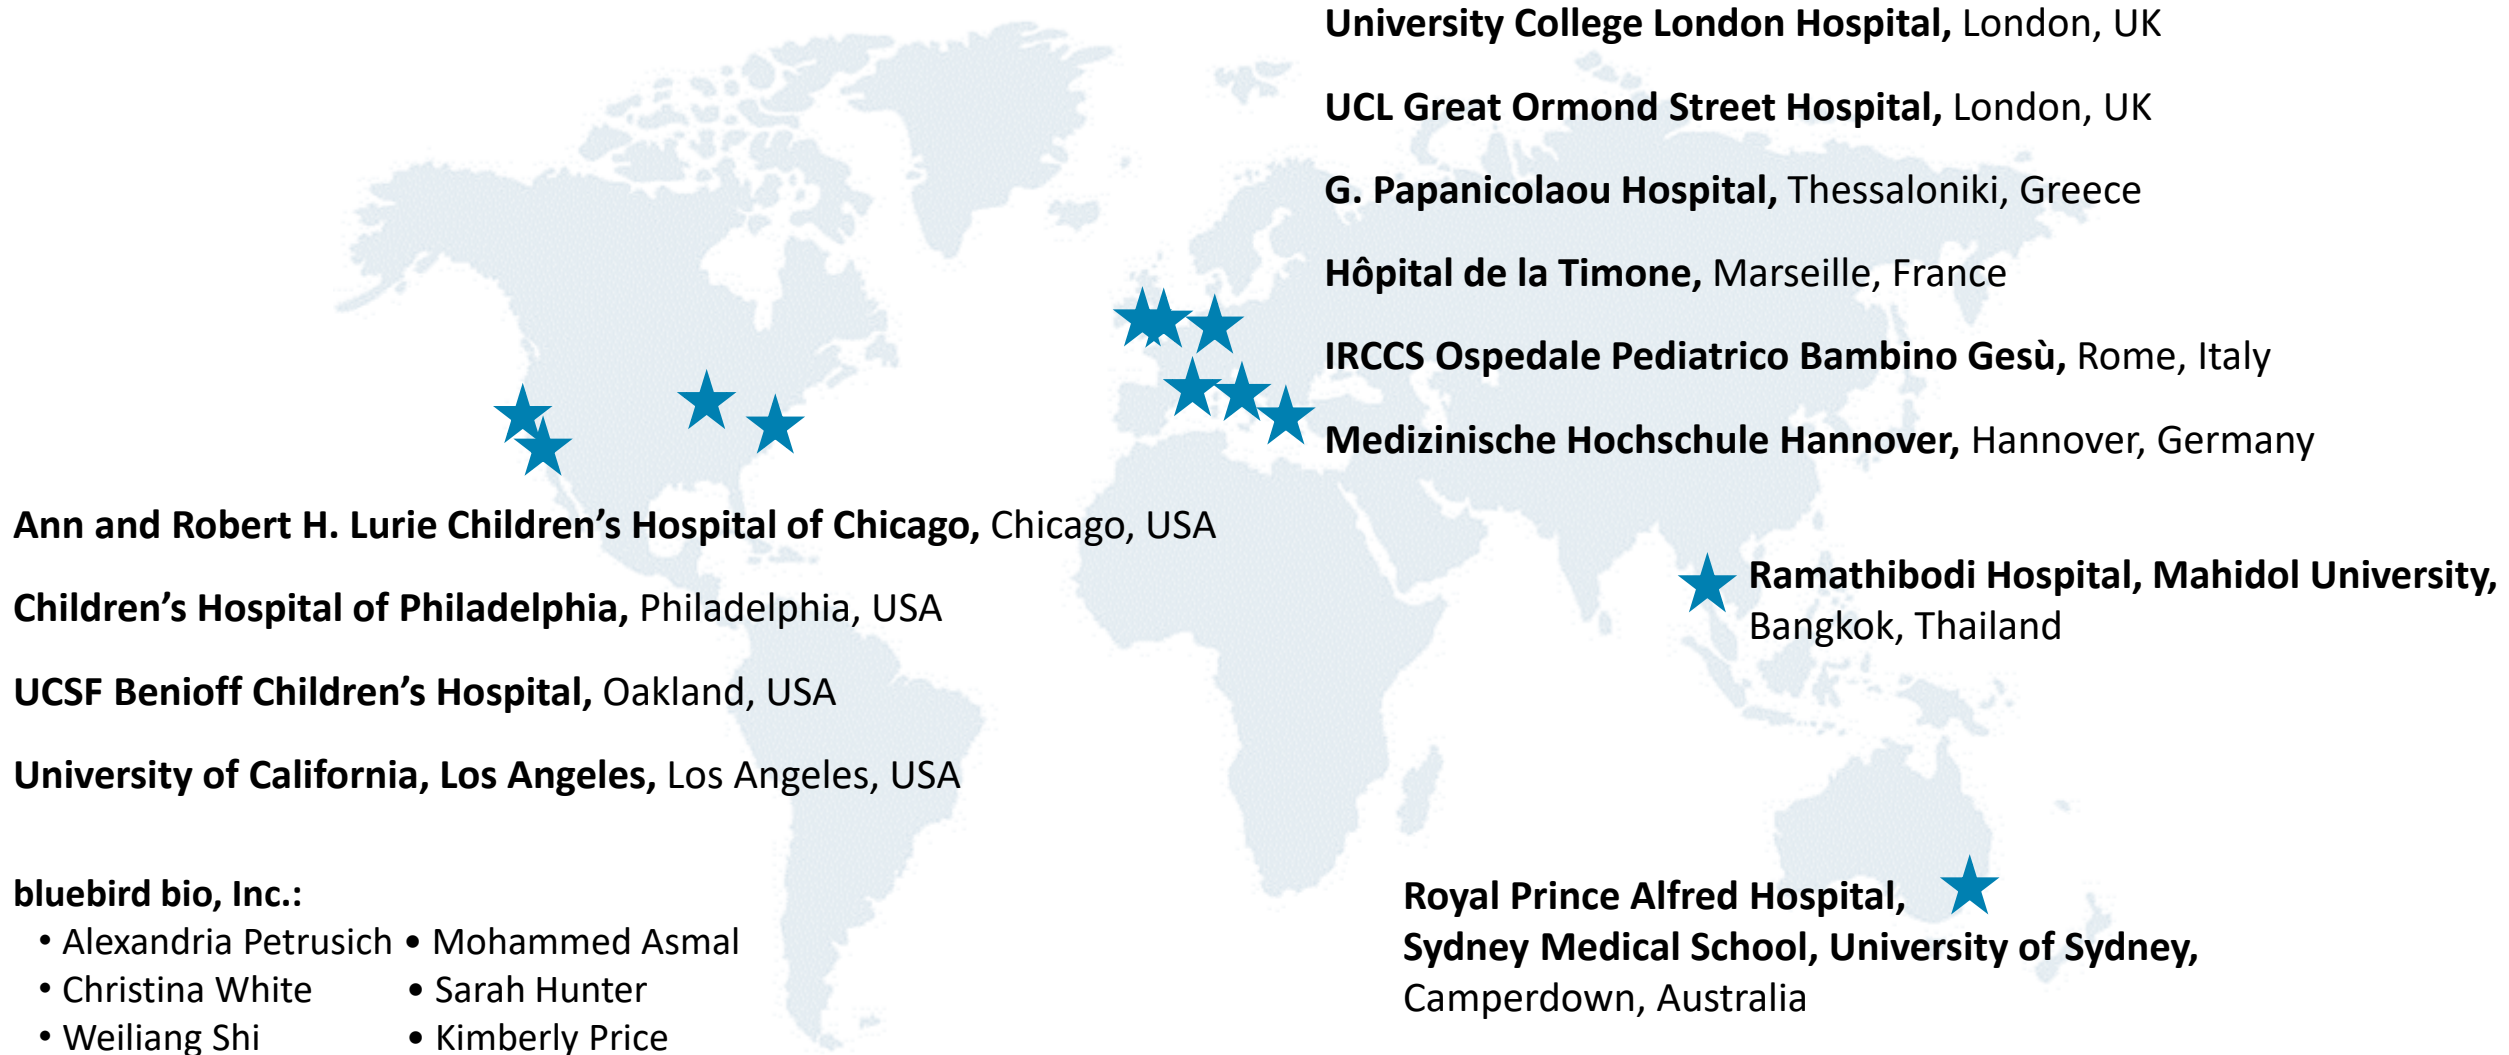 University College London Hospital, London, UK
UCL Great Ormond Street Hospital, London, UK
G. Papanicolaou Hospital, Thessaloniki, Greece
Hôpital de la Timone, Marseille, France
IRCCS Ospedale Pediatrico Bambino Gesù, Rome, Italy
Medizinische Hochschule Hannover, Hannover, Germany
Ann and Robert H. Lurie Children’s Hospital of Chicago, Chicago, USA
Children’s Hospital of Philadelphia, Philadelphia, USA
UCSF Benioff Children’s Hospital, Oakland, USA
University of California, Los Angeles, Los Angeles, USA
Ramathibodi Hospital, Mahidol University,
Bangkok, Thailand
bluebird bio, Inc.:
• Alexandria Petrusich • Mohammed Asmal
• Christina White • Sarah Hunter
• Weiliang Shi • Kimberly Price
Royal Prince Alfred Hospital,
Sydney Medical School, University of Sydney,
Camperdown, Australia